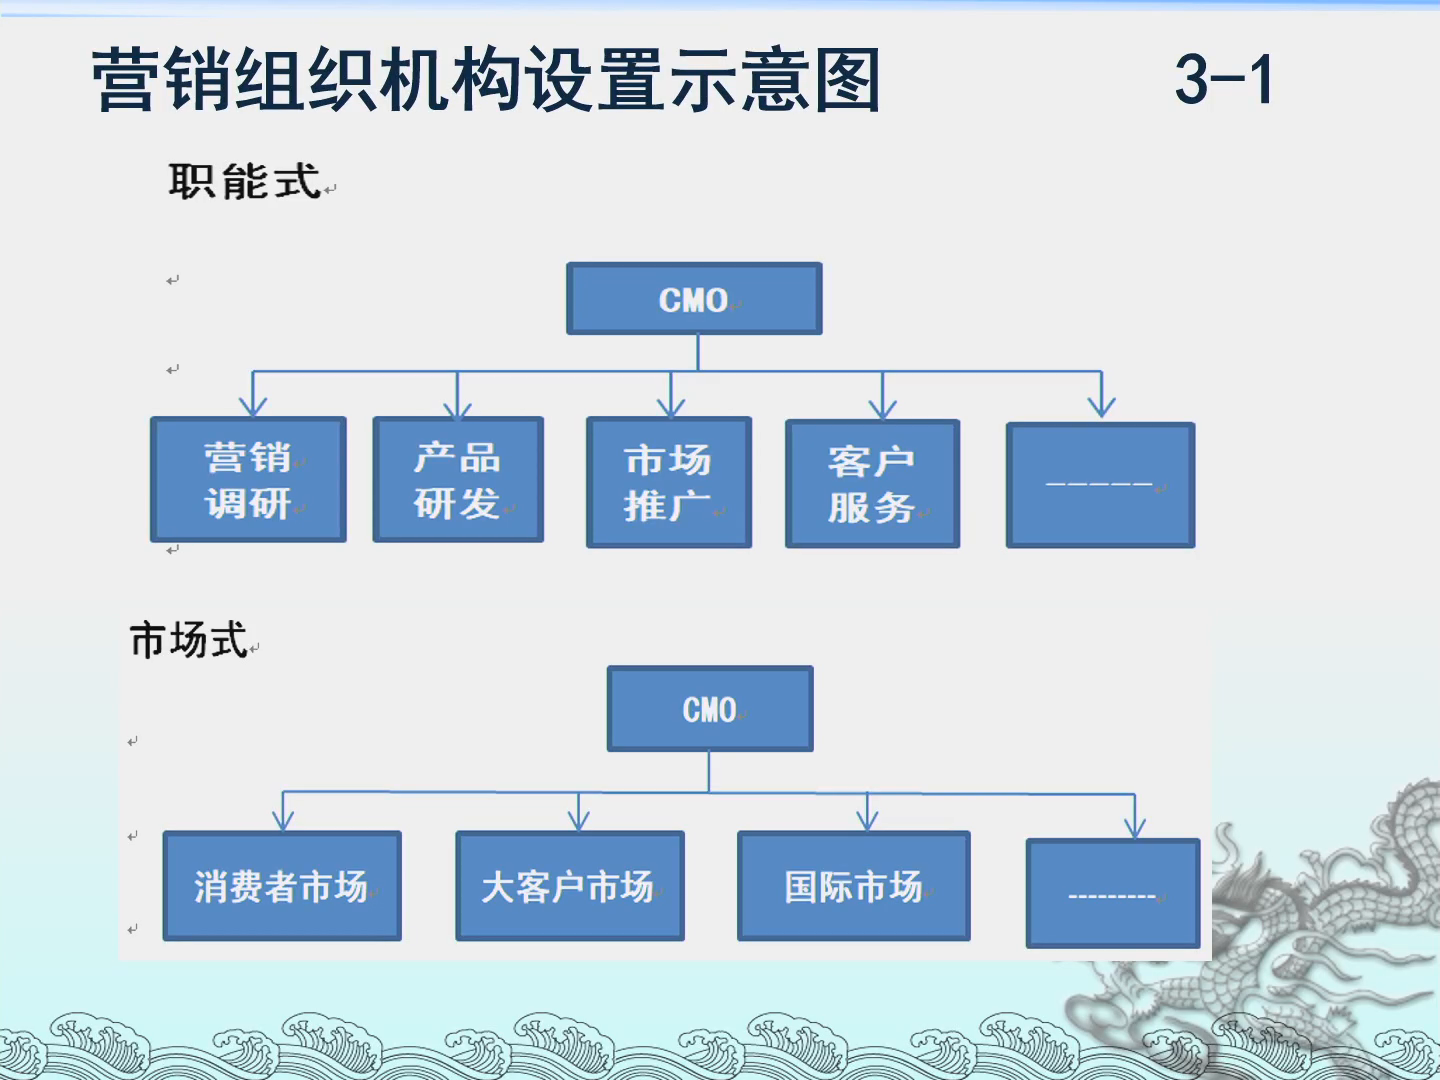 营销组织机构设置示意图 3-1
职能式
CMO
营销
调研
产品
研发
市场
推广
客户
服务
-----
市场式
CMO
消费者市场
大客户市场
国际市场
---------